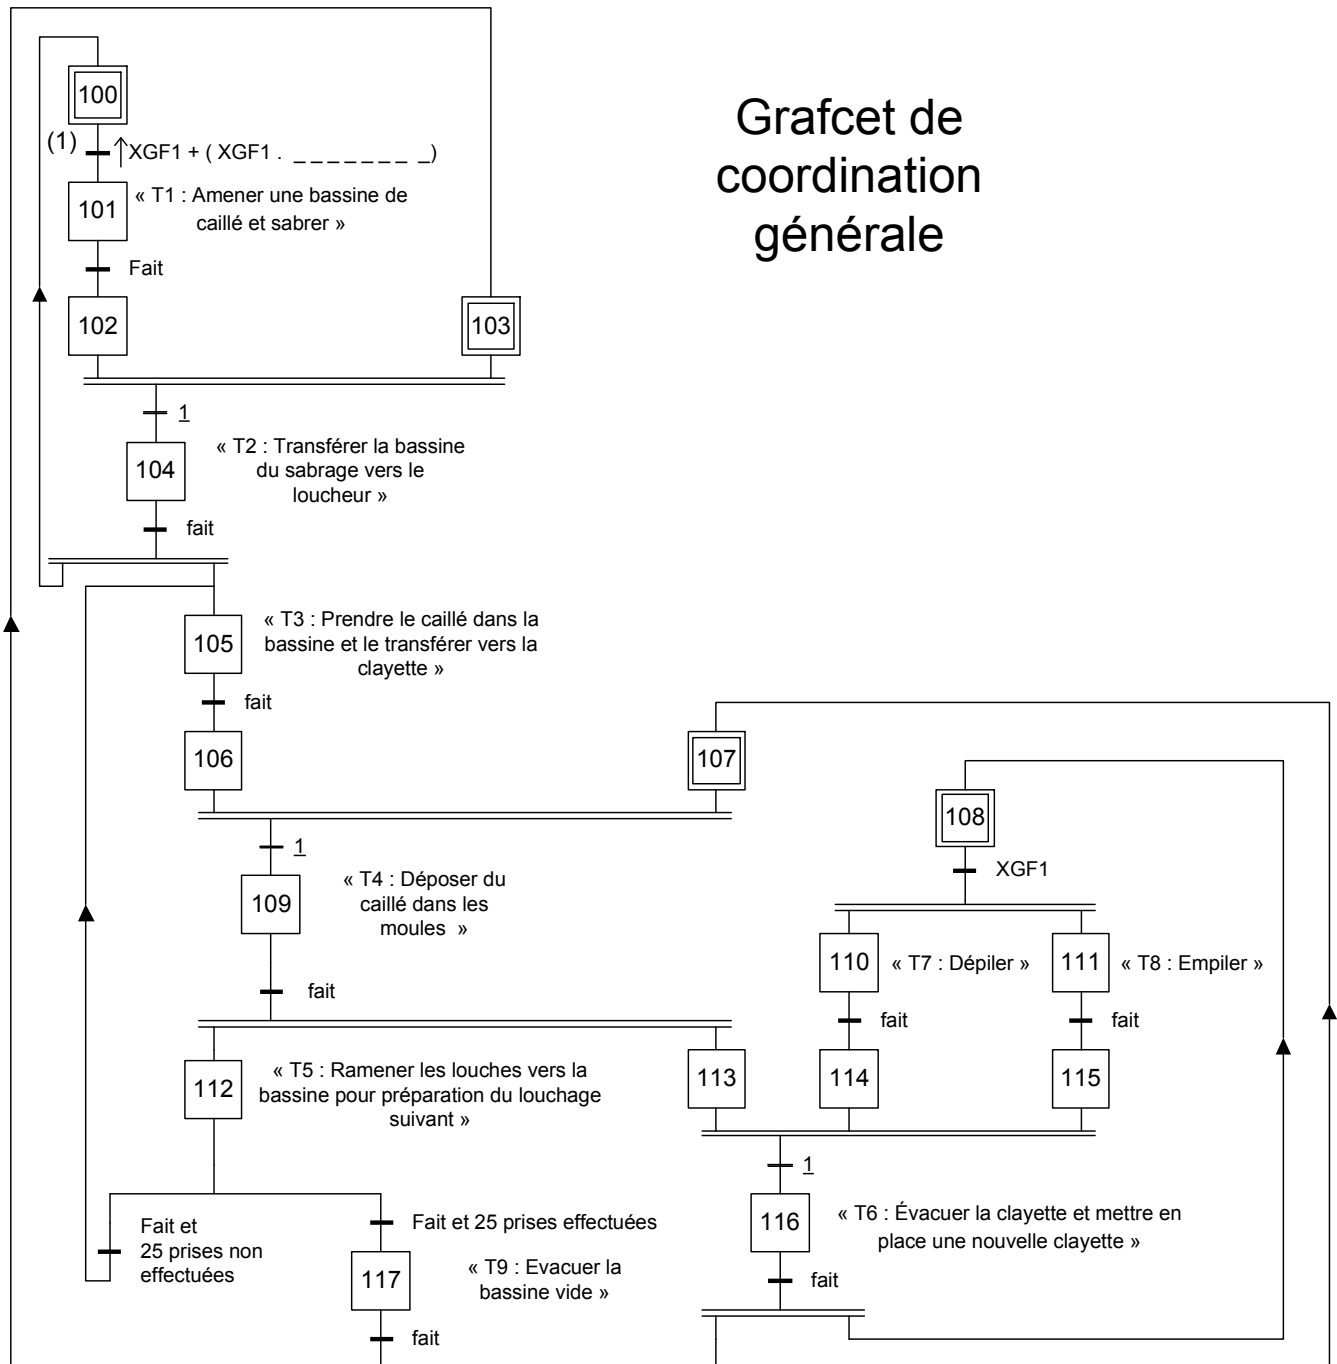 Grafcet de
coordination
générale
100
(1)
↑XGF1 + ( XGF1 . _ _ _ _ _ _ _ _)
101
« T1 : Amener une bassine de
caillé et sabrer »
Fait
102
103
1
104
« T2 : Transférer la bassine
du sabrage vers le
loucheur »
fait
105
« T3 : Prendre le caillé dans la
bassine et le transférer vers la
clayette »
fait
106
107
108
XGF1
1
109
« T4 : Déposer du
caillé dans les
moules »
fait
110
« T7 : Dépiler »
111
« T8 : Empiler »
fait
fait
112
« T5 : Ramener les louches vers la
bassine pour préparation du louchage
suivant »
113
114
115
1
116
« T6 : Évacuer la clayette et mettre en
place une nouvelle clayette »
fait
Fait et
25 prises non
effectuées
Fait et 25 prises effectuées
117
« T9 : Evacuer la
bassine vide »
fait